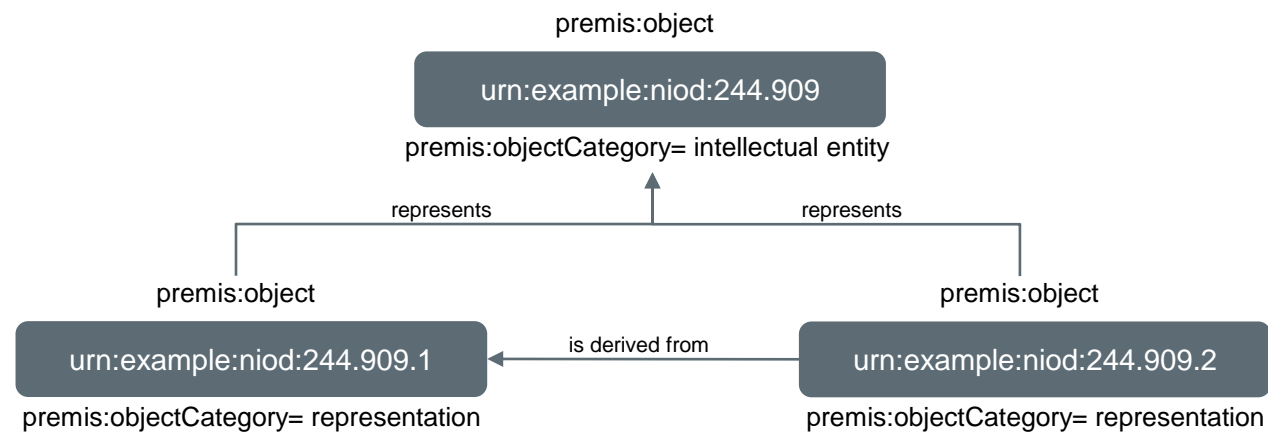 premis:object
urn:example:niod:244.909
premis:objectCategory= intellectual entity
represents
represents
premis:object
premis:object
urn:example:niod:244.909.1
is derived from
urn:example:niod:244.909.2
premis:objectCategory= representation
premis:objectCategory= representation